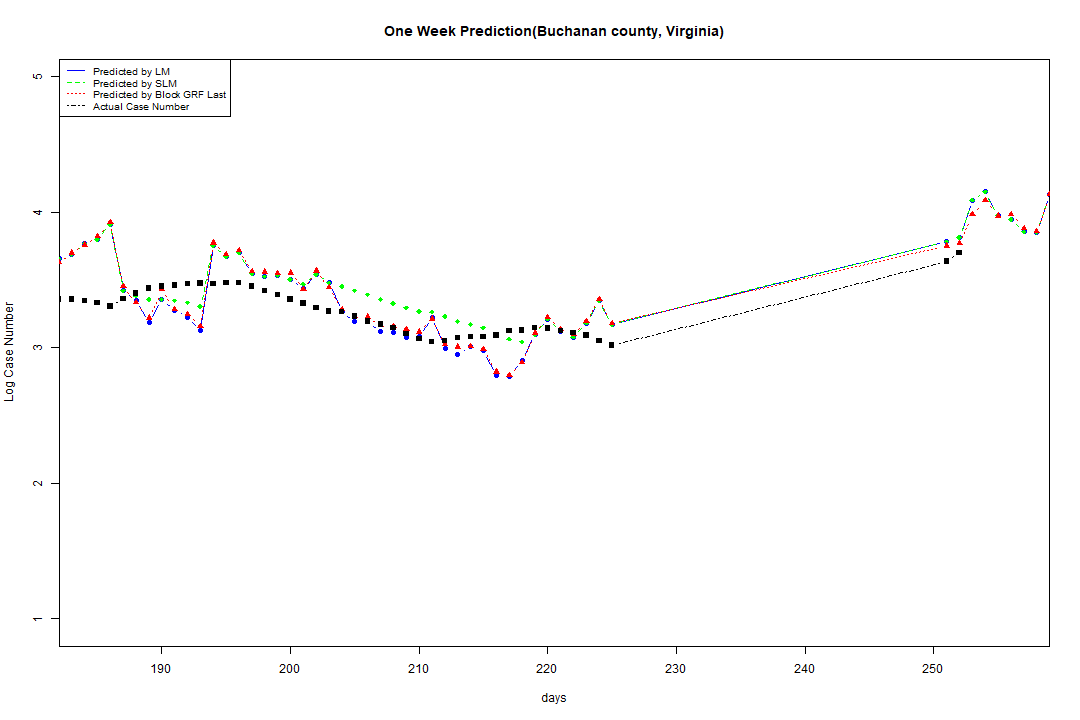 One Week Prediction(Buchanan county, Virginia)
Predicted by LM
Predicted by SLM
Predicted by Block GRF Last
Actual Case Number
Log Case Number
5
4
3
2
1
190 200 210 220 230 240 250
days